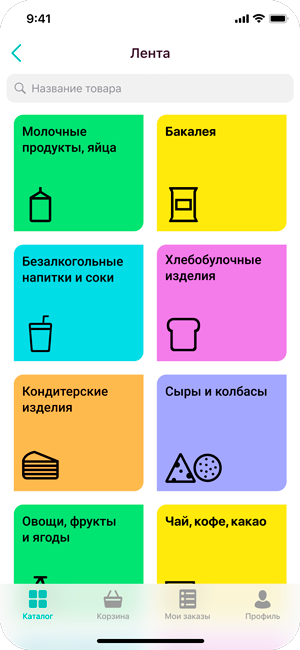 9:41
Лента
Название товара
Молочные
продукты, яйца
Бакалея
Безалкогольные
напитки и соки
Хлебобулочные
изделия
Кондитерские
изделия
Сыры и колбасы
Овощи, фрукты
и ягоды
Чай, кофе, какао
Каталог
Корзина
Мои заказы
Профиль